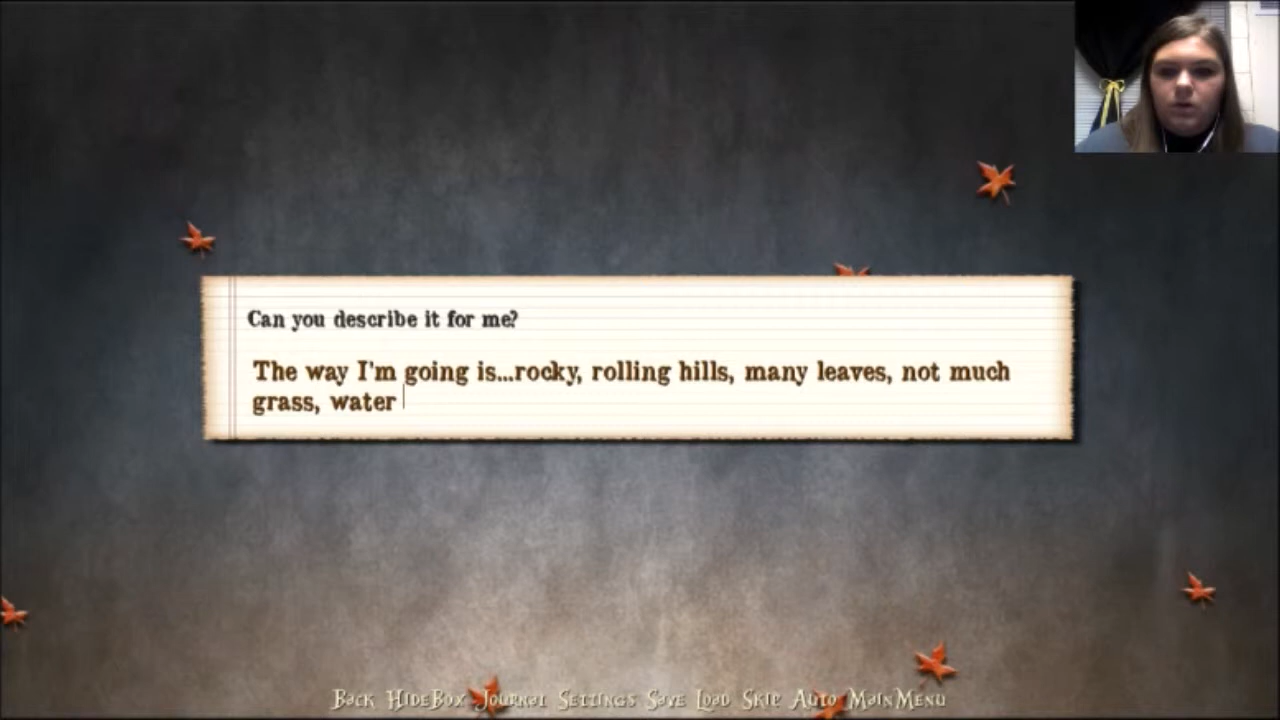 Can you describe it for me?
The way I'm going is...rocky, rolling hills, many leaves, not much
grass, water
Back HideBox Journal Settings Save Load Skip Auto MainMenu